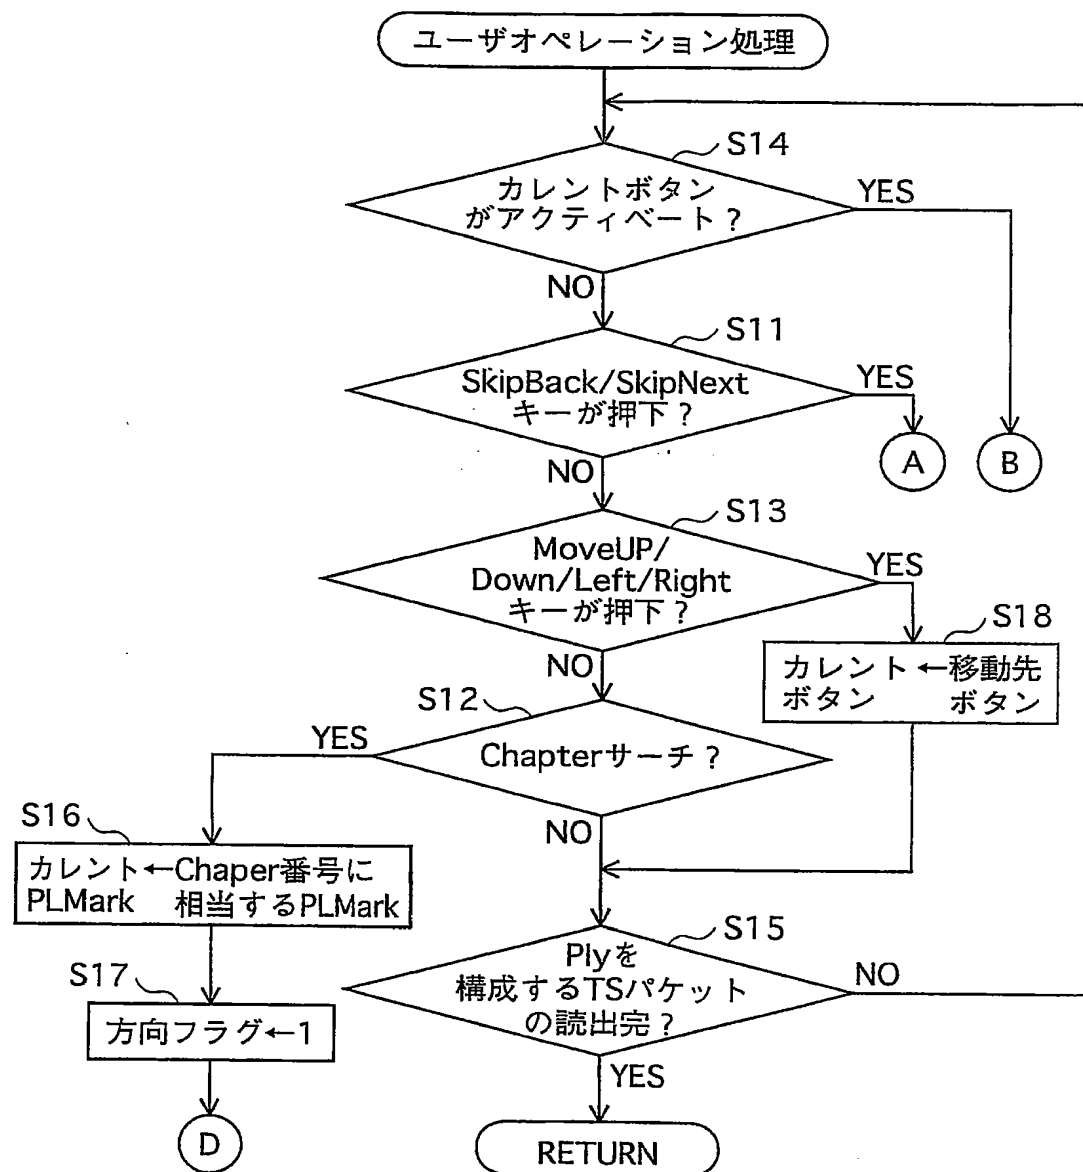 ユーザオペレーション処理
S14
カレントボタン
がアクティベート?
YES
NO
S11
SkipBack/SkipNext
キーが押下?
YES
A
B
NO
S13
MoveUP/
Down/Left/Right
キーが押下?
YES
S18
カレント←移動先
ボタン ボタン
NO
S12
YES
Chapterサーチ?
S16
NO
カレント←Chaper番号に
PLMark 相当するPLMark
S15
Plyを
構成するTSパケット
の読出完?
NO
S17
方向フラグ←1
YES
D
RETURN